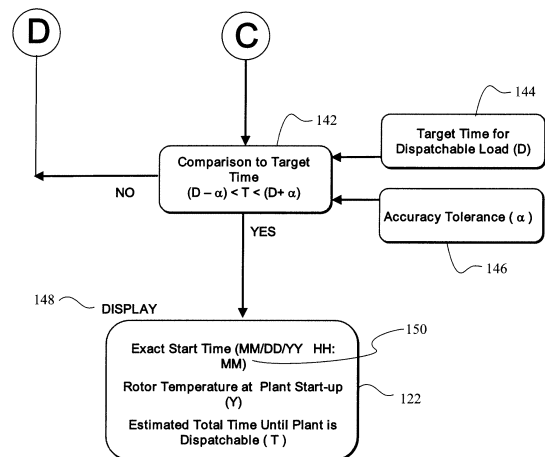 D
C
144
142
Target Time for
Dispatchable Load (D)
Comparison to Target
Time
(D – α) < T < (D+ α)
NO
Accuracy Tolerance ( α )
YES
146
148
DISPLAY
150
Exact Start Time (MM/DD/YY HH:
MM)
Rotor Temperature at Plant Start-up
(Y)
122
Estimated Total Time Until Plant is
Dispatchable ( T )